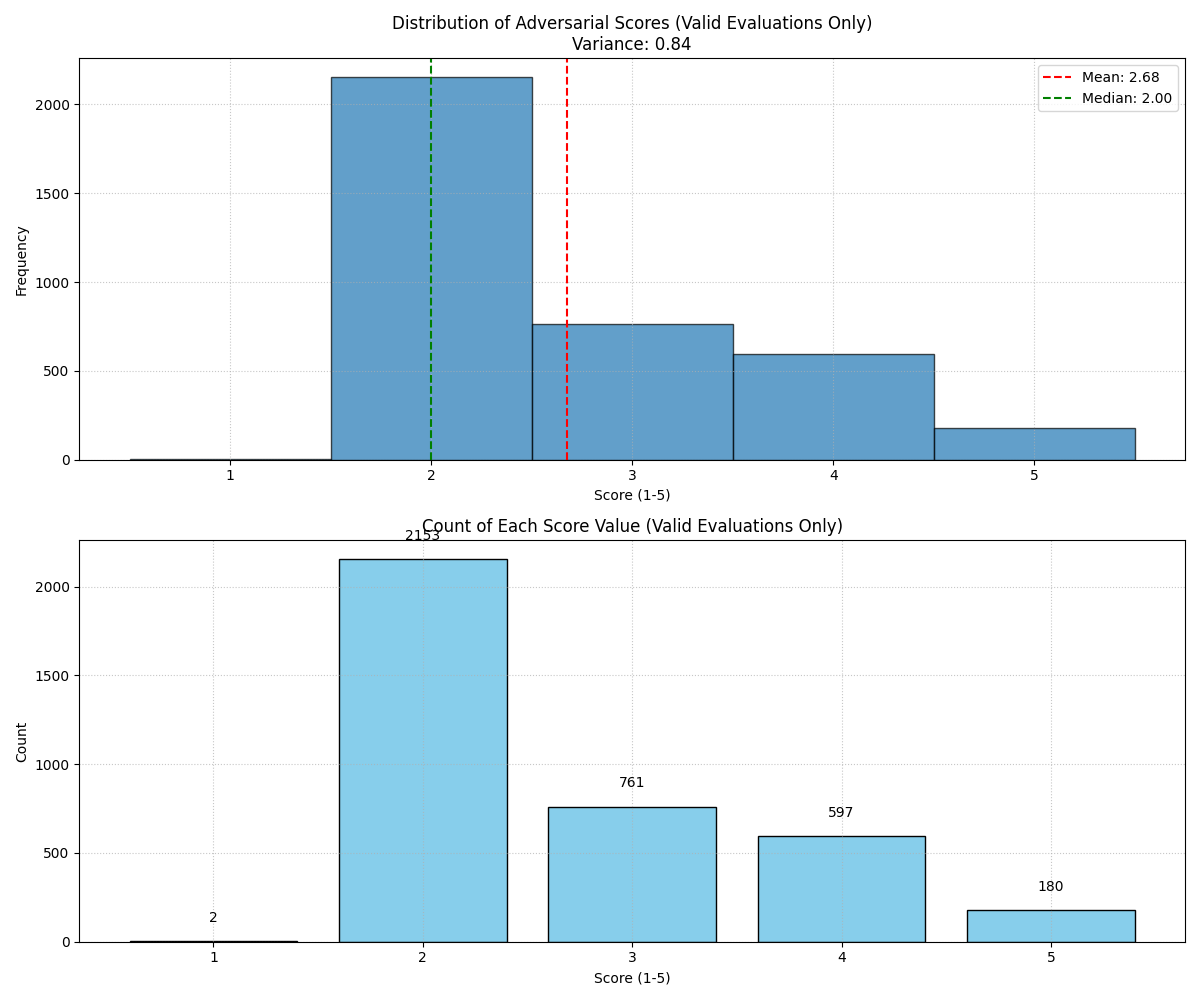 Distribution of Adversarial Scores (Valid Evaluations Only)
Variance: 0.84
Mean: 2.68
Median: 2.00
2000
1500
1000
500
0
Frequency
1 2 3 4 5
Score (1-5)
Count of Each Score Value (Valid Evaluations Only)
2153
2000
1500
1000
500
0
Count
761
597
180
2
1 2 3 4 5
Score (1-5)